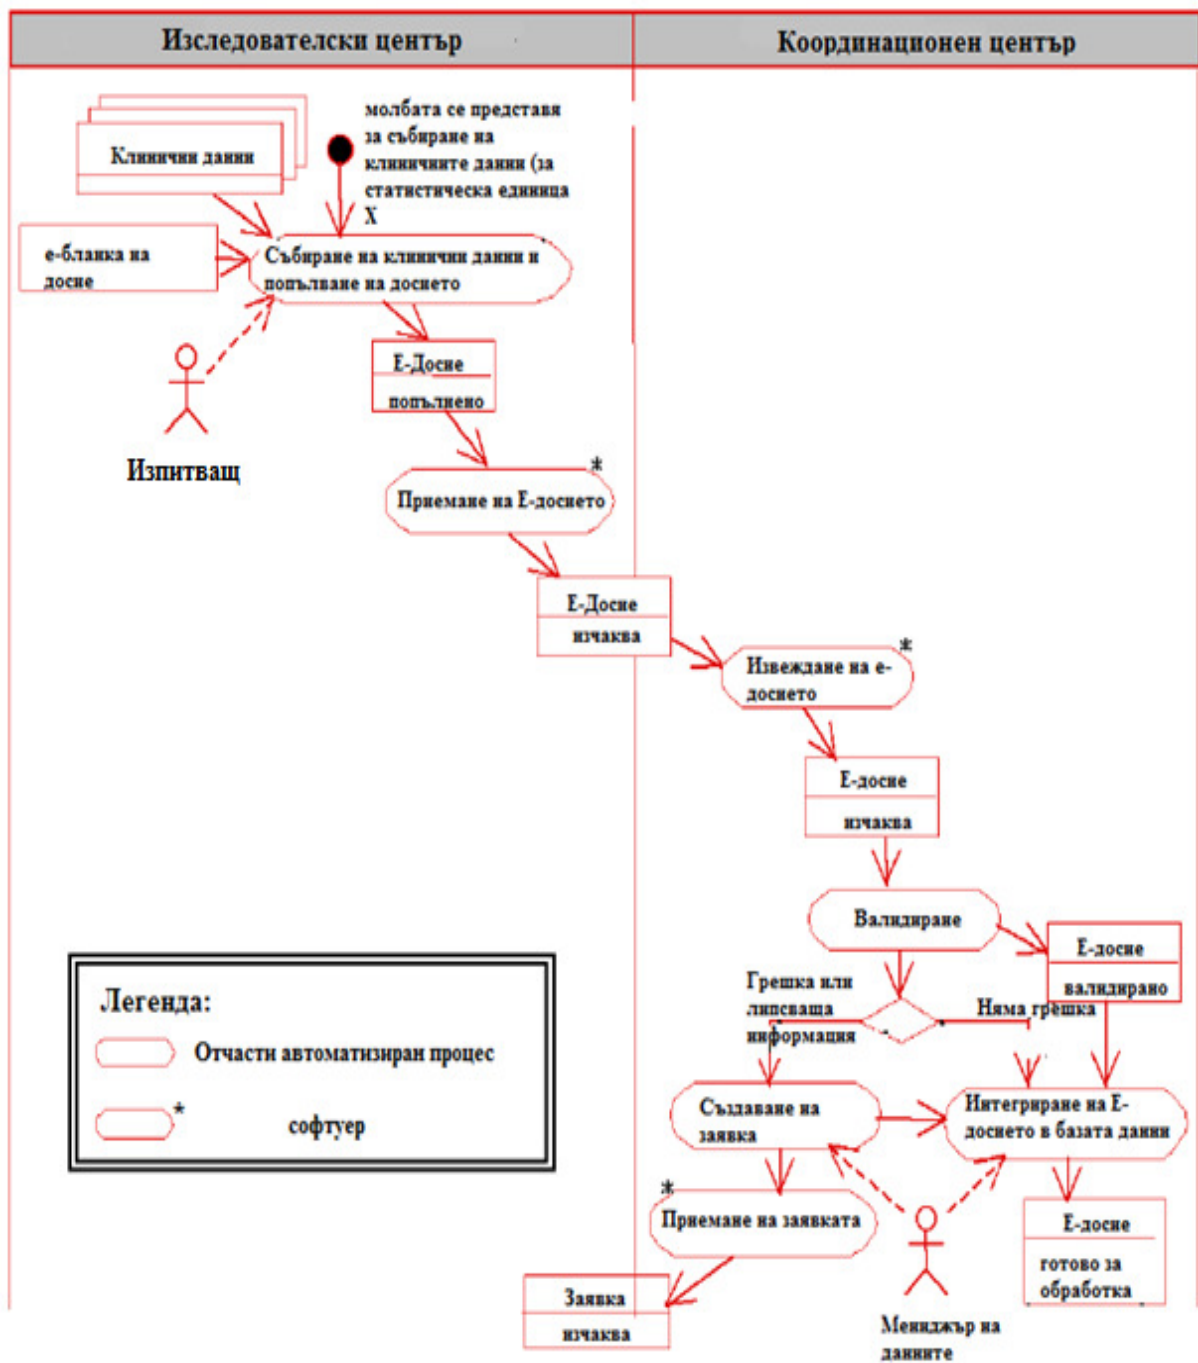 Изследователски център
Координационен център
Клинични данни
молбата се представя
за събиране на
клиничните данни (за
статистическа единица
X
е-бланка на
досие
Събиране на клинични данни и
попълване на досието
Е-Досие
попълнено
Изпитващ
*
Приемане на Е-досието
Е-Досие
изчаква
*
Извеждане на е-
досието
Е-досие
изчаква
Валидиране
Е-досие
валидирано
Грешка или
липсваща
информация
Няма грешка
Легенда:
Отчасти автоматизиран процес
*
софтуер
Създаване на
заявка
Интегриране на Е-
досието в базата данни
*
Приемане на заявката
Е-досие
готово за
обработка
Заявка
изчаква
Мениджър на
данните